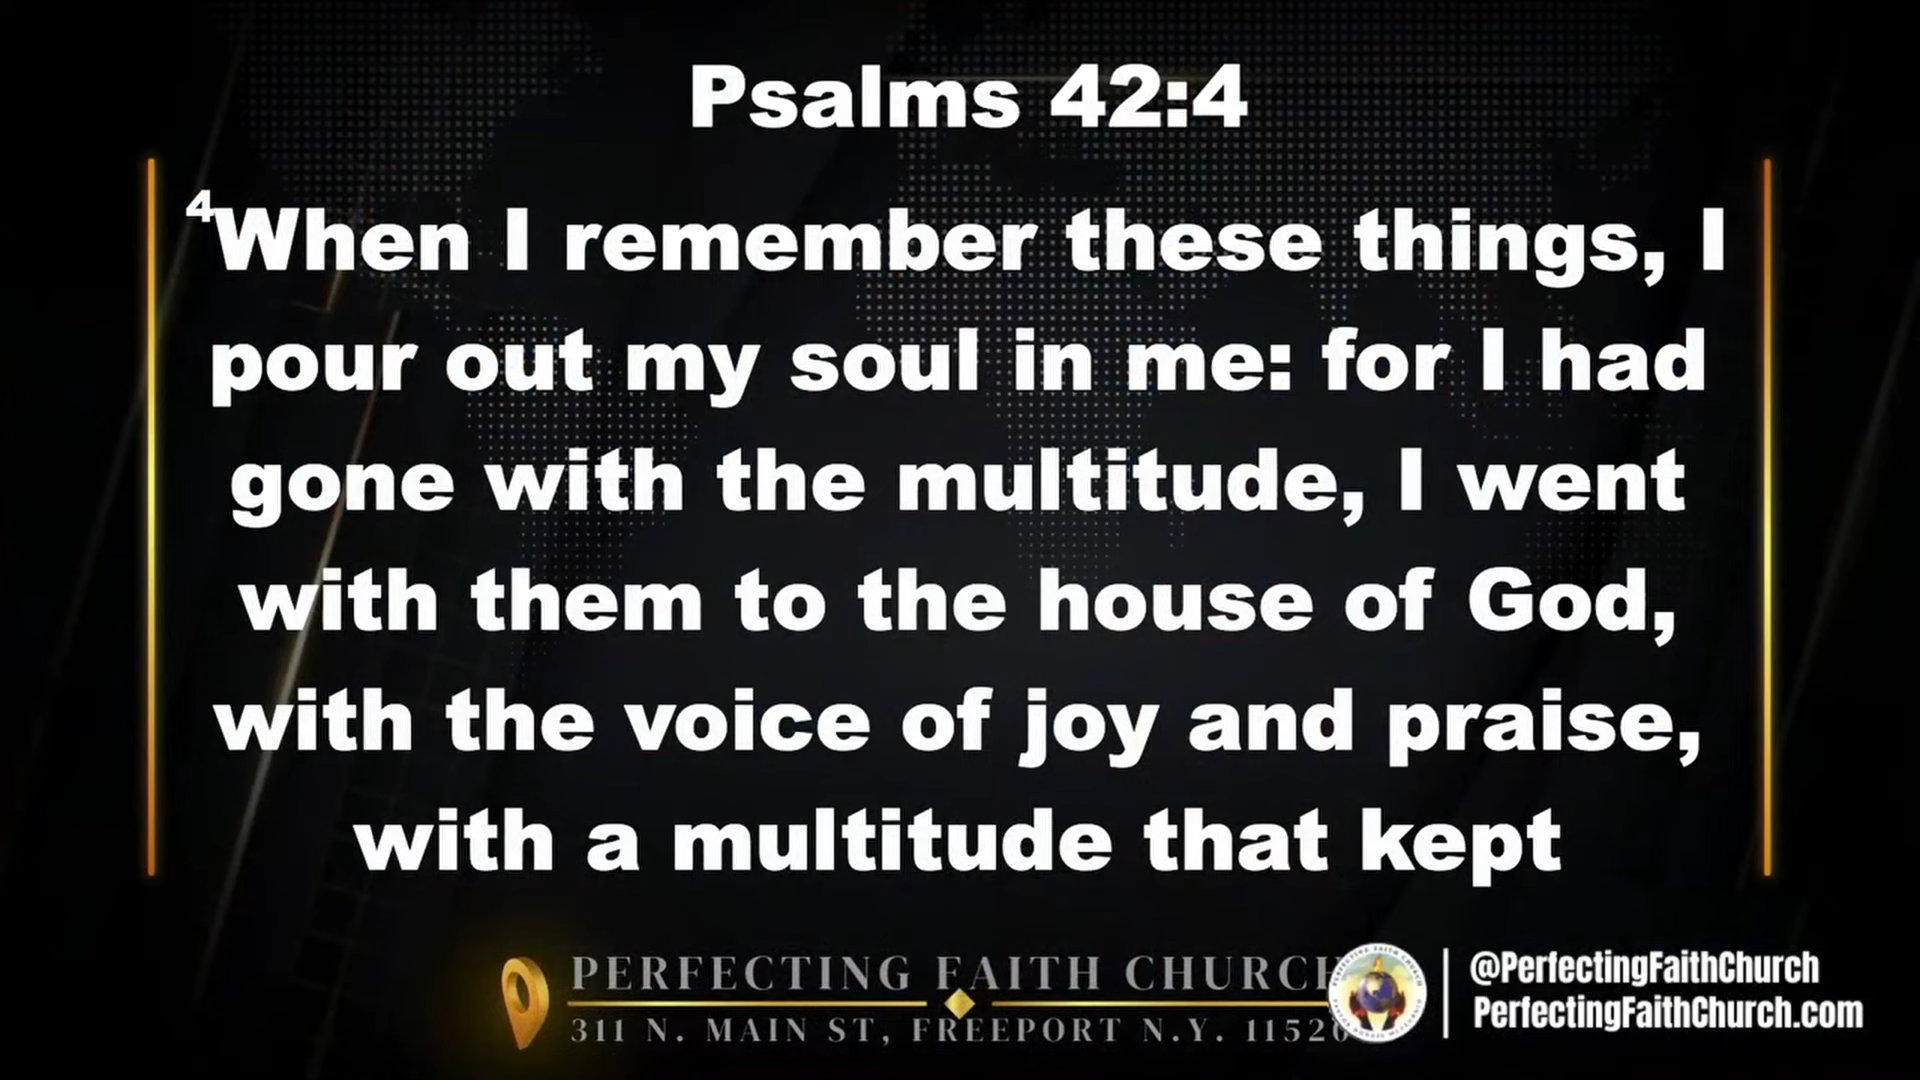 Psalms 42:4
4When I remember these things, I
pour out my soul in me: for I had
gone with the multitude, I went
with them to the house of God,
with the voice of joy and praise,
with a multitude that kept
PERFECTING FAITH CHURCH
311 N. MAIN ST, FREEPORT N.Y. 11520
@PerfectingFaithChurch
PerfectingFaithChurch.com